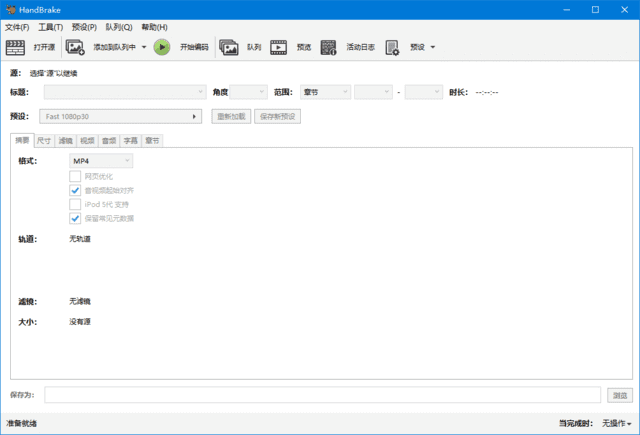 HandBrake
文件(F) 工具(T) 预设(P) 队列(Q) 帮助(H)
打开源 添加到队列中 开始编码 队列 预览 活动日志 预设
源: 选择"源"以继续
标题: 角度 范围: 章节 - 时长: --:--:--
预设: Fast 1080p30 重新加载 保存新预设
摘要 尺寸 滤镜 视频 音频 字幕 章节
格式: MP4
网页优化
音视频起始对齐
iPod 5代 支持
保留常见元数据
轨道: 无轨道
滤镜: 无滤镜
大小: 没有源
保存为: 浏览
准备就绪 当完成时: 无操作